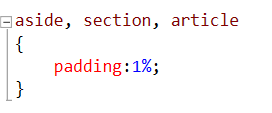 aside, section, article
{
    padding:1%;
}